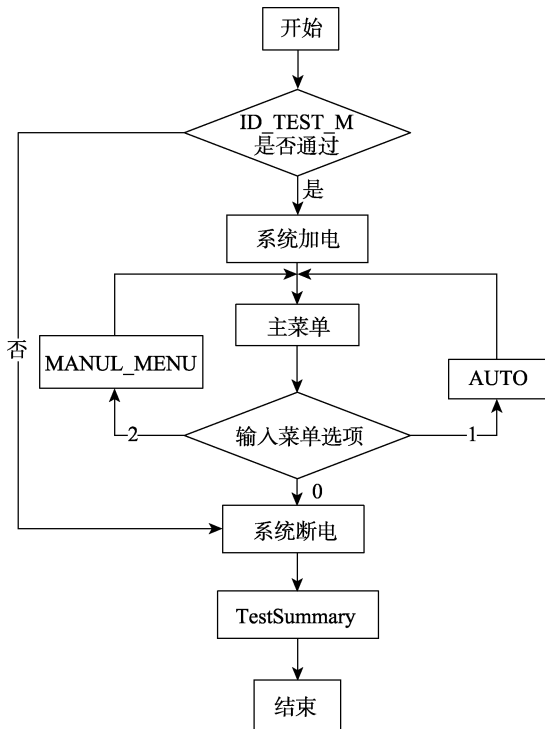 开始
ID_TEST_M
是否通过
是
系统加电
主菜单
否
MANUL_MENU
AUTO
2
输入菜单选项
1
0
系统断电
TestSummary
结束